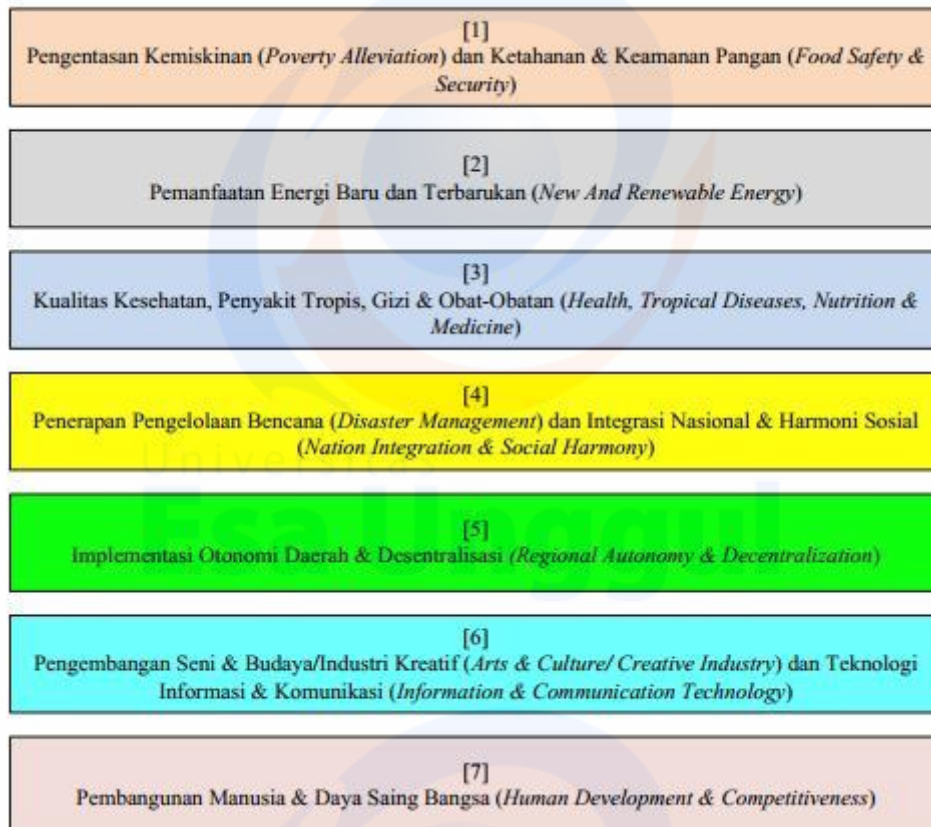 [1]
Pengentasan Kemiskinan (Poverty Alleviation) dan Ketahanan & Keamanan Pangan (Food Safety &
Security)
[2]
Pemanfaatan Energi Baru dan Terbarukan (New And Renewable Energy)
[3]
Kualitas Kesehatan, Penyakit Tropis, Gizi & Obat-Obatan (Health, Tropical Diseases, Nutrition &
Medicine)
[4]
Penerapan Pengelolaan Bencana (Disaster Management) dan Integrasi Nasional & Harmoni Sosial
(Nation Integration & Social Harmony)
Universitas
Esa Unggul
[5]
Implementasi Otonomi Daerah & Desentralisasi (Regional Autonomy & Decentralization)
[6]
Pengembangan Seni & Budaya/Industri Kreatif (Arts & Culture/ Creative Industry) dan Teknologi
Informasi & Komunikasi (Information & Communication Technology)
[7]
Pembangunan Manusia & Daya Saing Bangsa (Human Development & Competitiveness)